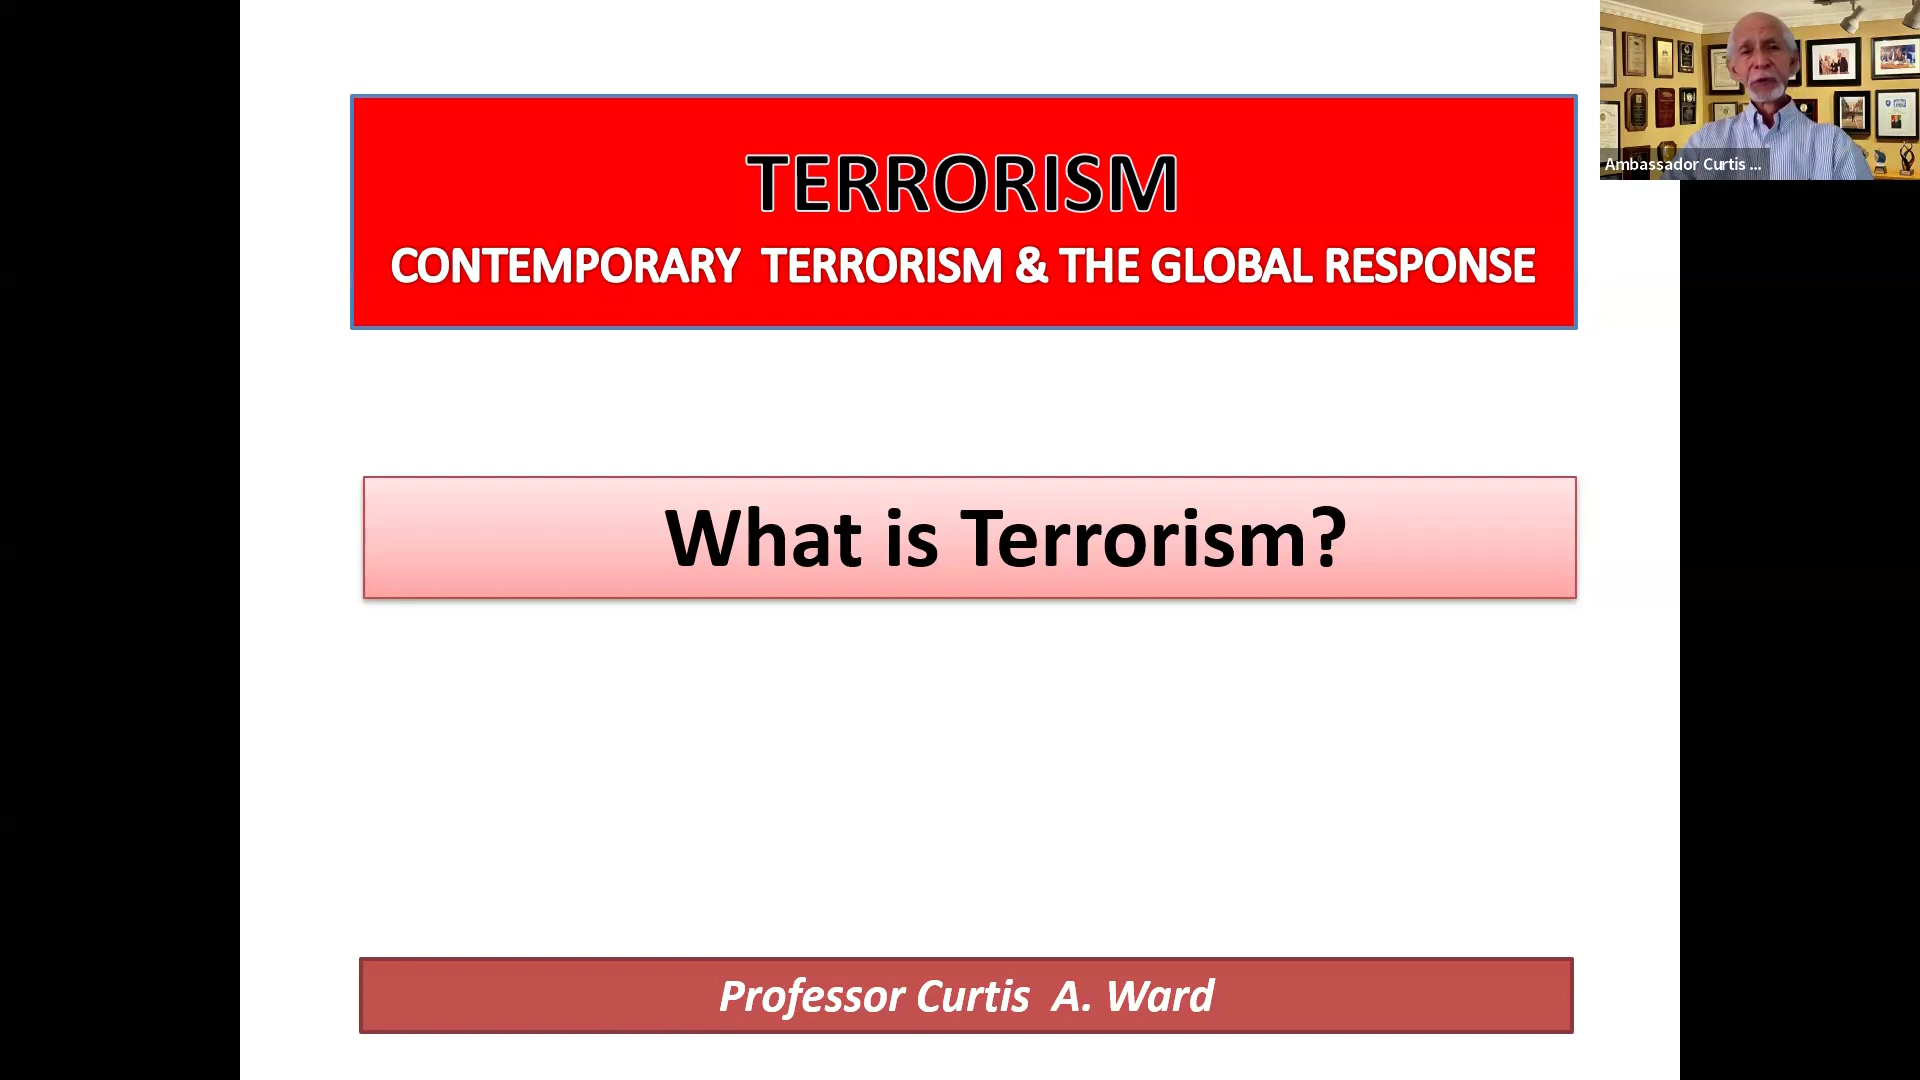 TERRORISM
CONTEMPORARY TERRORISM & THE GLOBAL RESPONSE
Ambassador Curtis ...
What is Terrorism?
Professor Curtis A. Ward